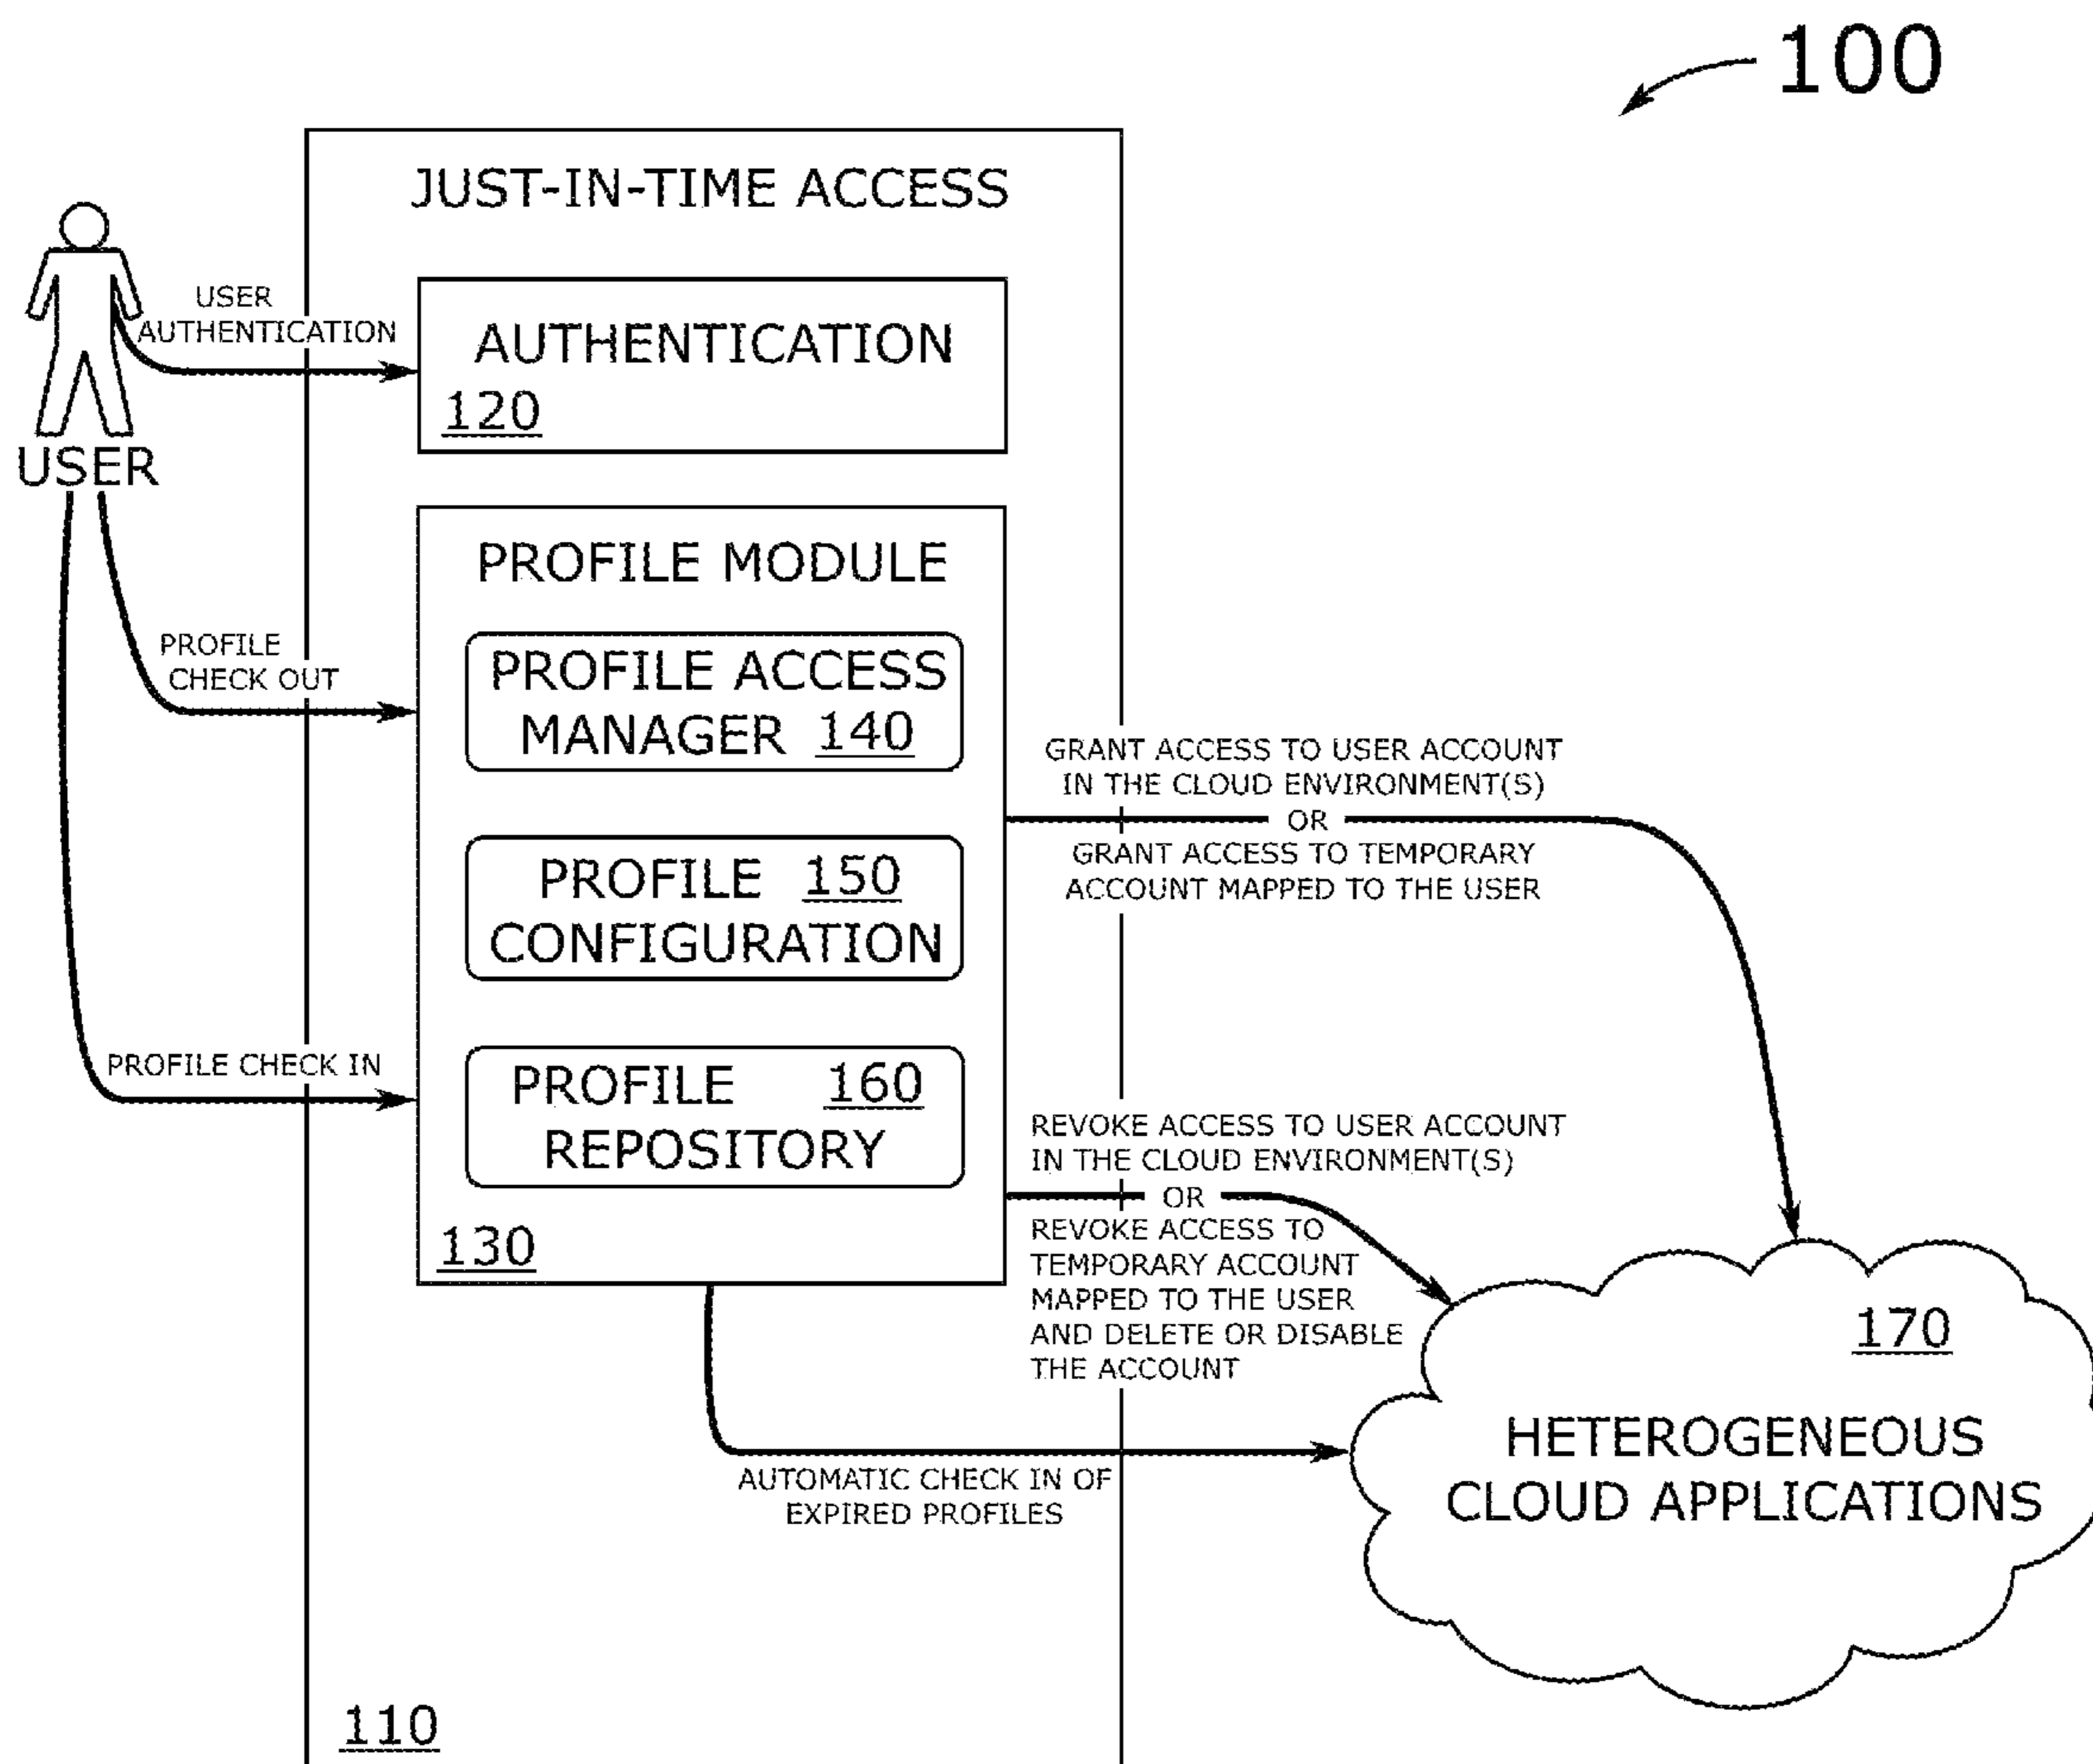 100
JUST-IN-TIME ACCESS
USER
AUTHENTICATION
AUTHENTICATION
120
USER
PROFILE MODULE
PROFILE
CHECK OUT
PROFILE ACCESS
MANAGER 140
GRANT ACCESS TO USER ACCOUNT
IN THE CLOUD ENVIRONMENT(S)
OR
GRANT ACCESS TO TEMPORARY
ACCOUNT MAPPED TO THE USER
PROFILE 150
CONFIGURATION
PROFILE CHECK IN
PROFILE 160
REPOSITORY
130
REVOKE ACCESS TO USER ACCOUNT
IN THE CLOUD ENVIRONMENT(S)
OR
REVOKE ACCESS TO
TEMPORARY ACCOUNT
MAPPED TO THE USER
AND DELETE OR DISABLE
THE ACCOUNT
170
HETEROGENEOUS
CLOUD APPLICATIONS
AUTOMATIC CHECK IN OF
EXPIRED PROFILES
110